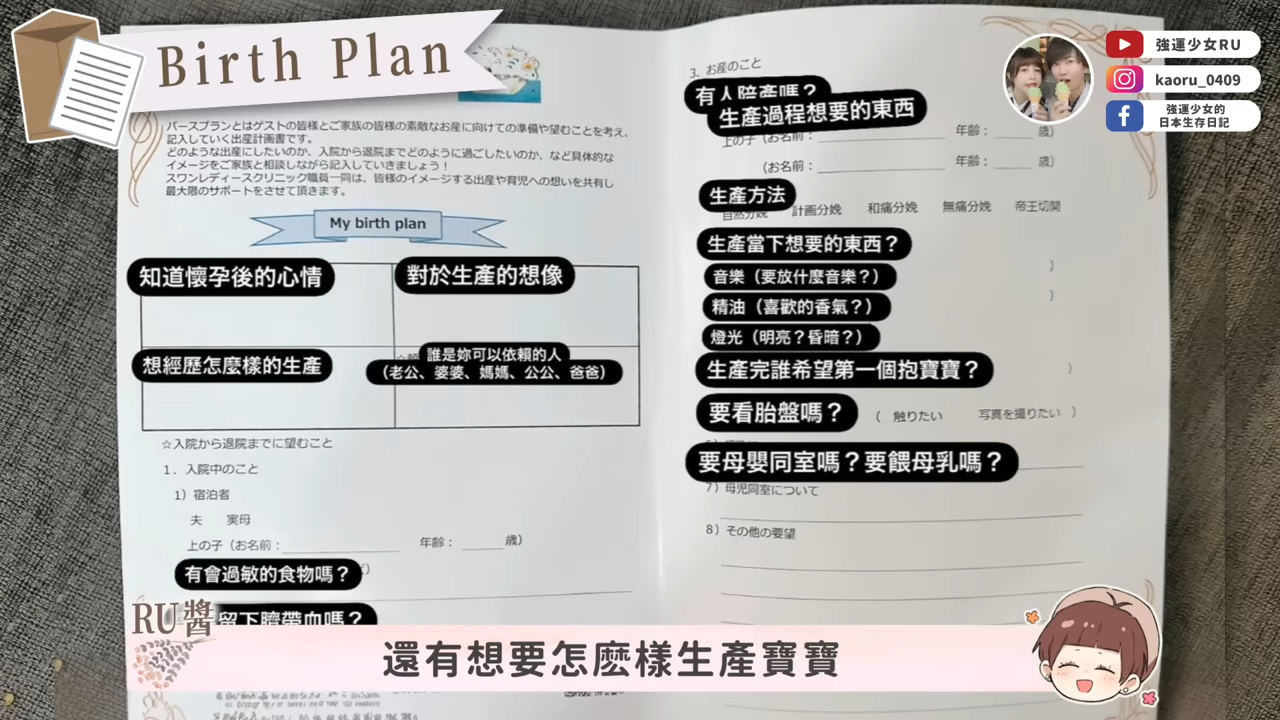 Birth Plan
バースプランとはゲストの皆様とご家族の皆様の素敵なお産に向けての準備や望むことを考え、
記入していく出産計画書です。
どのような出産にしたいのか、入院から退院までどのように過ごしたいのか、など具体的な
イメージをご家族と相談しながら記入していきましょう！
スワンレディースクリニック職員一同は、皆様のイメージする出産や育児への想いを共有し
最大限のサポートをさせて頂きます。
My birth plan
知道懷孕後的心情
對於生產的想像
想經歷怎麼樣的生產
誰是妳可以依賴的人
（老公、婆婆、媽媽、公公、爸爸）
☆入院から退院までに望むこと
1．入院中のこと
1）宿泊者
夫 実母
上の子（お名前： 年齢： 歳）
有會過敏的食物嗎？
留下臍帶血嗎？
3．お産のこと
有人陪產嗎？
生產過程想要的東西
上の子（お名前： 年齢： 歳）
（お名前： 年齢： 歳）
生產方法
自然分娩 計画分娩 和痛分娩 無痛分娩 帝王切開
生產當下想要的東西？
音樂（要放什麼音樂？）
精油（喜歡的香氣？）
燈光（明亮？昏暗？）
生產完誰希望第一個抱寶寶？
要看胎盤嗎？ （ 触りたい 写真を撮りたい ）
要母嬰同室嗎？要餵母乳嗎？
7）母児同室について
8）その他の要望
強運少女RU
kaoru_0409
強運少女的
日本生存日記
RU醬
還有想要怎麼樣生產寶寶